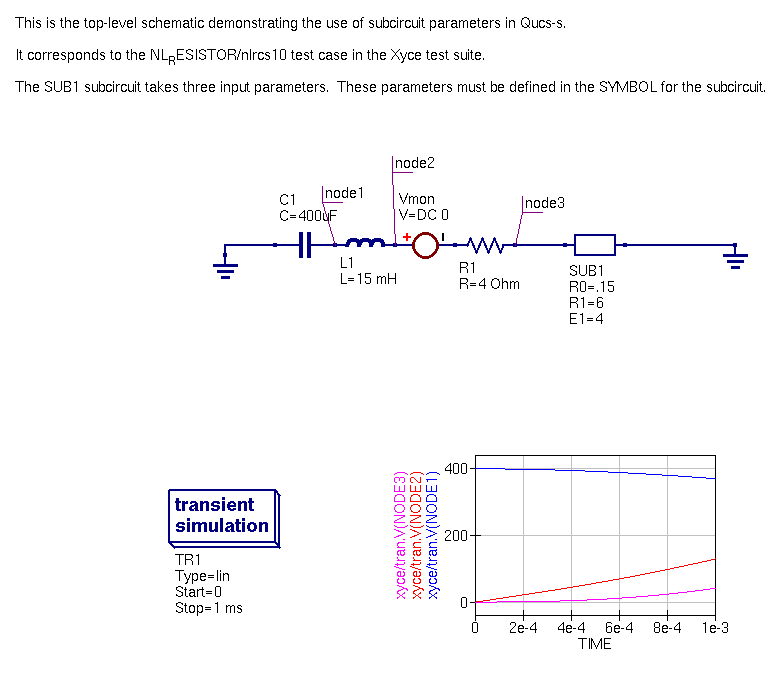 This is the top-level schematic demonstrating the use of subcircuit parameters in Qucs-s.
It corresponds to the NLRESISTOR/nlrcs10 test case in the Xyce test suite.
The SUB1 subcircuit takes three input parameters.  These parameters must be defined in the SYMBOL for the subcircuit.
node2
node1
C1
C=400uF
Vmon
V=DC 0
node3
+
-
L1
L=15 mH
R1
R=4 Ohm
SUB1
R0=.15
R1=6
E1=4
transient
simulation
TR1
Type=lin
Start=0
Stop=1 ms
xyce/tran.V(NODE3)
xyce/tran.V(NODE2)
xyce/tran.V(NODE1)
400
200
0
0 2e-4 4e-4 6e-4 8e-4 1e-3
TIME